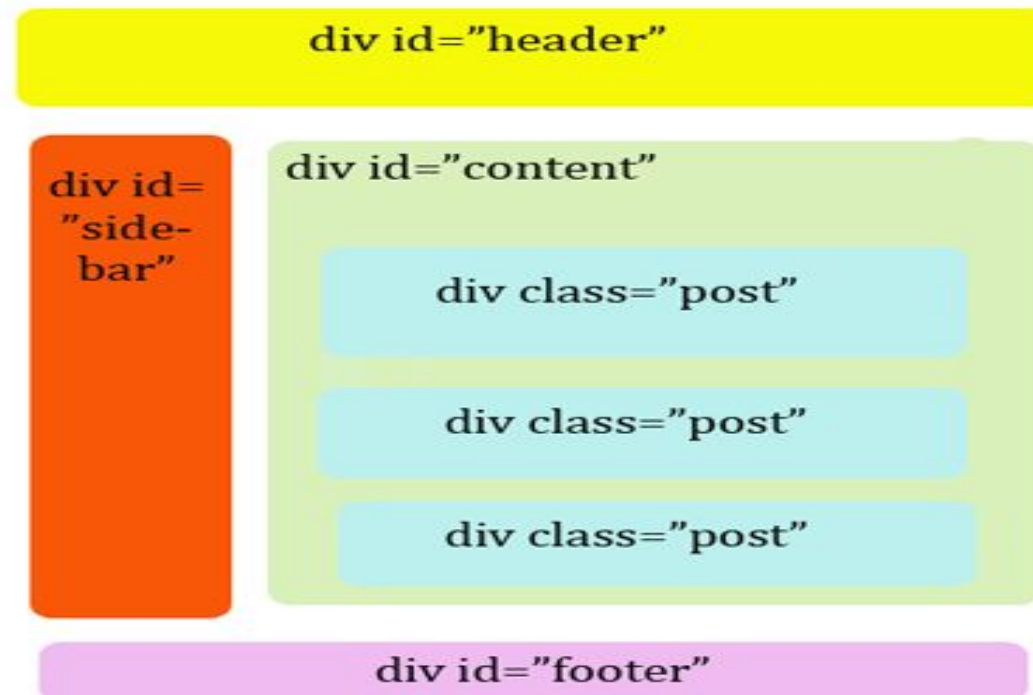 div id=”header”
div id=
”side-
bar”
div id=”content”
div class=”post”
div class=”post”
div class=”post”
div id=”footer”